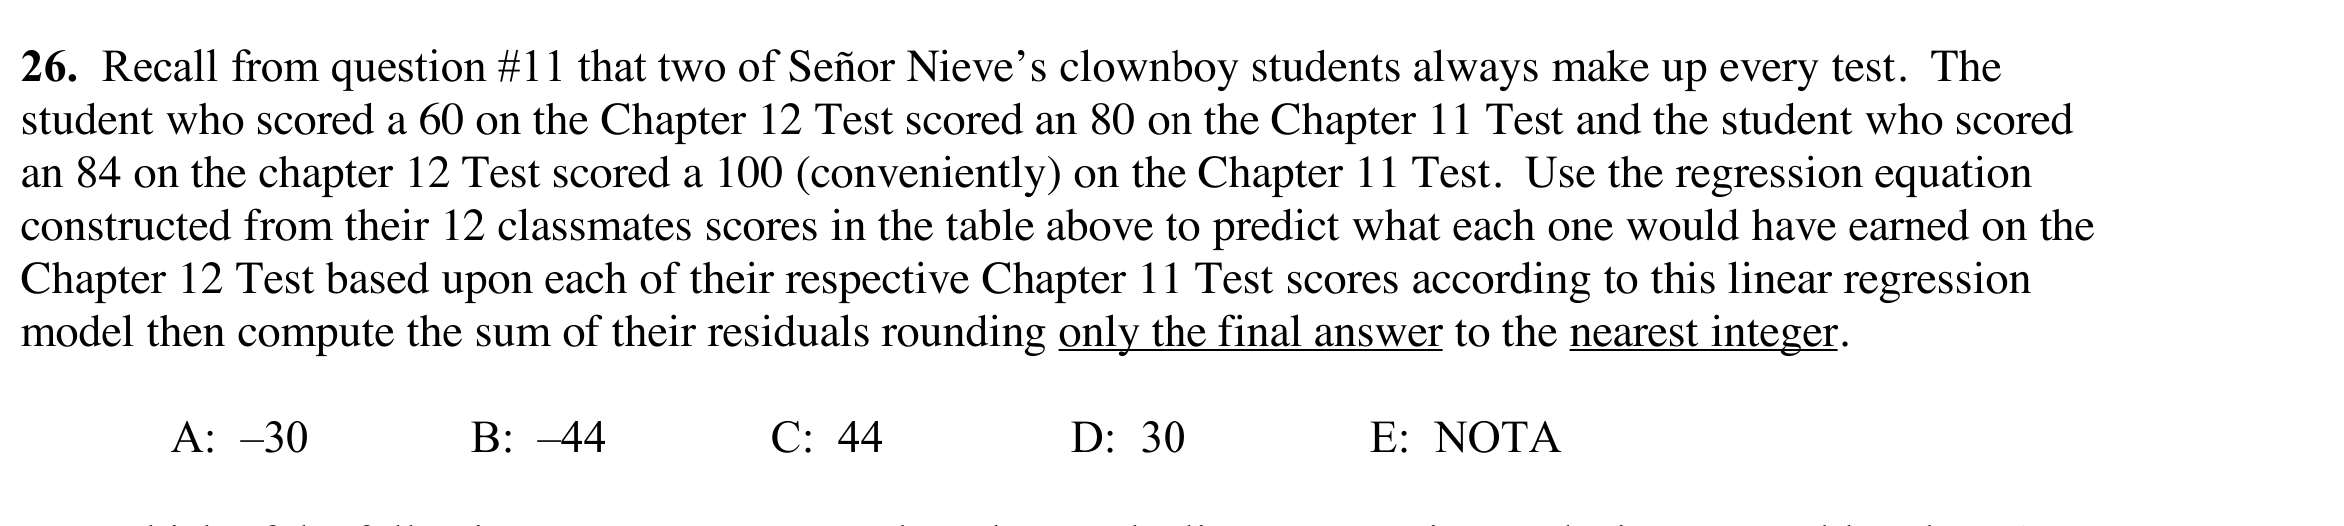 26. Recall from question #11 that two of Señor Nieve’s clownboy students always make up every test. The
student who scored a 60 on the Chapter 12 Test scored an 80 on the Chapter 11 Test and the student who scored
an 84 on the chapter 12 Test scored a 100 (conveniently) on the Chapter 11 Test. Use the regression equation
constructed from their 12 classmates scores in the table above to predict what each one would have earned on the
Chapter 12 Test based upon each of their respective Chapter 11 Test scores according to this linear regression
model then compute the sum of their residuals rounding only the final answer to the nearest integer.
A: –30 B: –44 C: 44 D: 30 E: NOTA